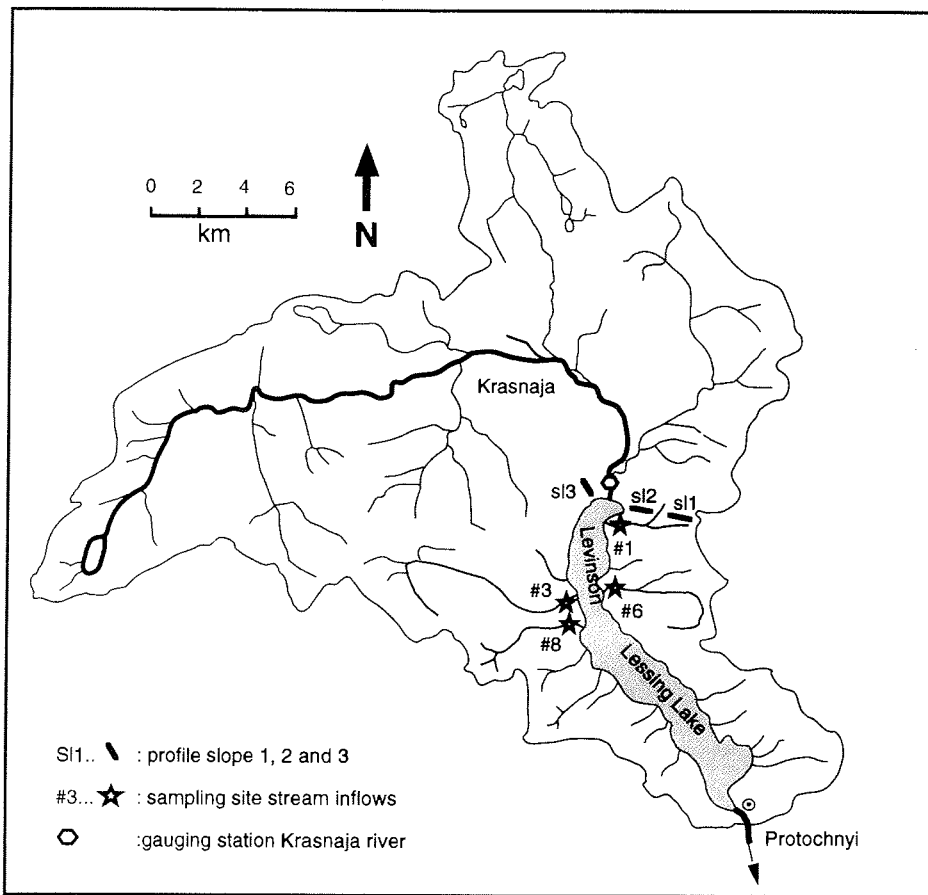 0 2 4 6
km
N
Krasnaja
sl3
sl2
sl1
#1
Levinson
#3
#6
#8
Lessing Lake
Sl1.. : profile slope 1, 2 and 3
#3... : sampling site stream inflows
:gauging station Krasnaja river
Protochnyi